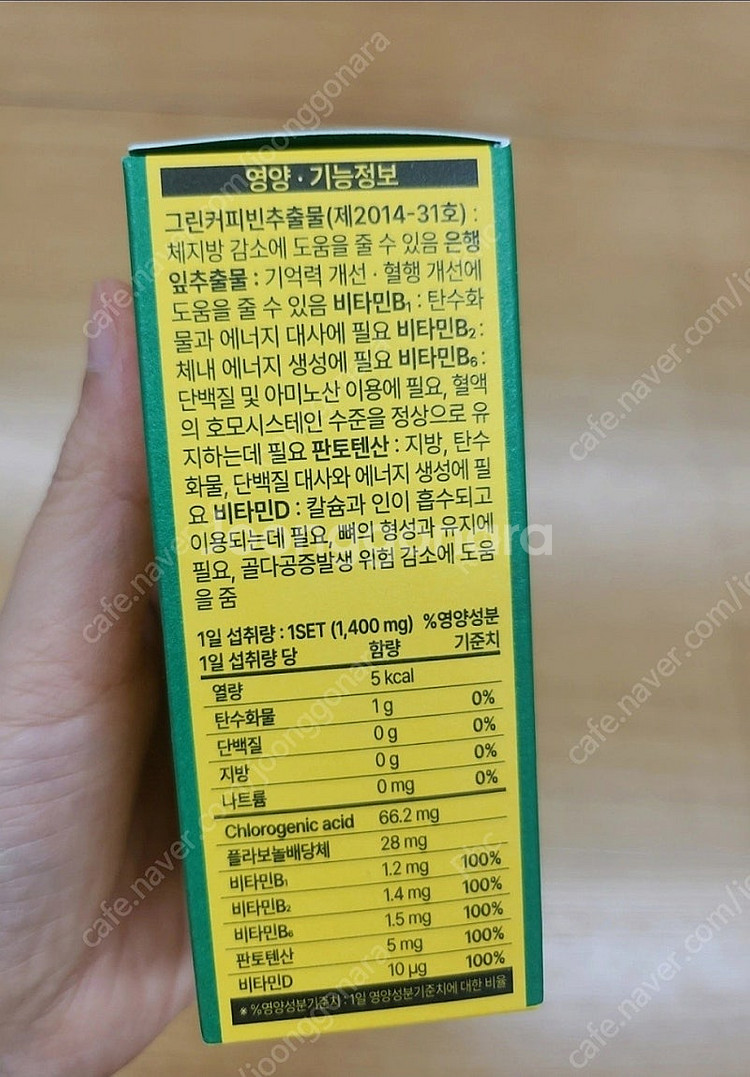 영양·기능정보
그린커피빈추출물(제2014-31호) :
체지방 감소에 도움을 줄 수 있음 은행
잎추출물 : 기억력 개선·혈행 개선에
도움을 줄 수 있음 비타민B₁ : 탄수화
물과 에너지 대사에 필요 비타민B₂ :
체내 에너지 생성에 필요 비타민B₆ :
단백질 및 아미노산 이용에 필요, 혈액
의 호모시스테인 수준을 정상으로 유
지하는데 필요 판토텐산 : 지방, 탄수
화물, 단백질 대사와 에너지 생성에 필
요 비타민D : 칼슘과 인이 흡수되고
이용되는데 필요, 뼈의 형성과 유지에
필요, 골다공증발생 위험 감소에 도움
을 줌
1일 섭취량 : 1SET (1,400 mg) %영양성분
1일 섭취량 당 함량 기준치
열량 5 kcal
탄수화물 1 g 0%
단백질 0 g 0%
지방 0 g 0%
나트륨 0 mg 0%
Chlorogenic acid 66.2 mg
플라보놀배당체 28 mg
비타민B₁ 1.2 mg 100%
비타민B₂ 1.4 mg 100%
비타민B₆ 1.5 mg 100%
판토텐산 5 mg 100%
비타민D 10 µg 100%
※ %영양성분기준치 : 1일 영양성분기준치에 대한 비율
cafe.naver.com/joonggonara
joonggonara